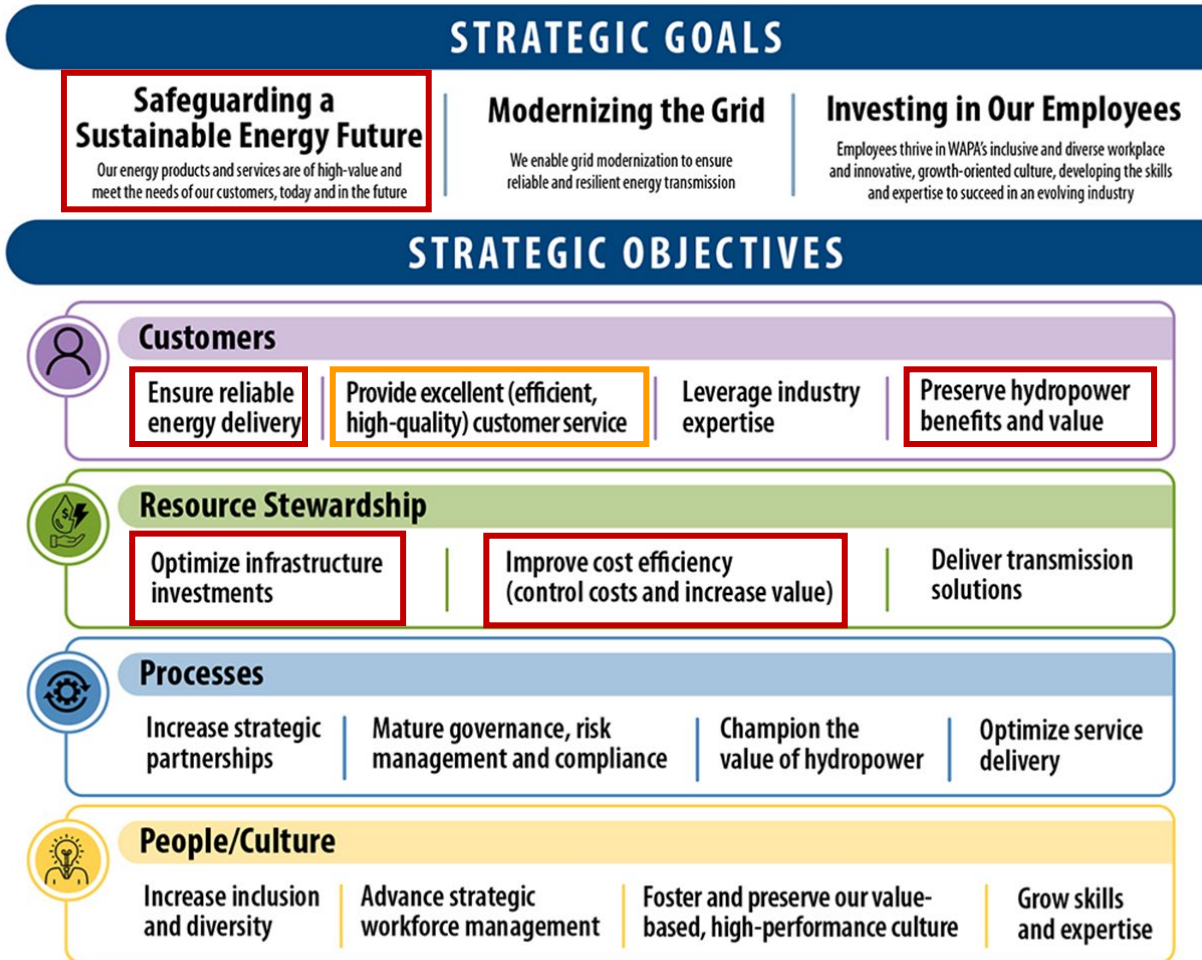 STRATEGIC GOALS
Safeguarding a
Sustainable Energy Future
Our energy products and services are of high-value and
meet the needs of our customers, today and in the future
Modernizing the Grid
We enable grid modernization to ensure
reliable and resilient energy transmission
Investing in Our Employees
Employees thrive in WAPA's inclusive and diverse workplace
and innovative, growth-oriented culture, developing the skills
and expertise to succeed in an evolving industry
STRATEGIC OBJECTIVES
Customers
Ensure reliable
energy delivery
Provide excellent (efficient,
high-quality) customer service
Leverage industry
expertise
Preserve hydropower
benefits and value
$
Resource Stewardship
Optimize infrastructure
investments
Improve cost efficiency
(control costs and increase value)
Deliver transmission
solutions
Processes
Increase strategic
partnerships
Mature governance, risk
management and compliance
Champion the
value of hydropower
Optimize service
delivery
People/Culture
Increase inclusion
and diversity
Advance strategic
workforce management
Foster and preserve our value-
based, high-performance culture
Grow skills
and expertise